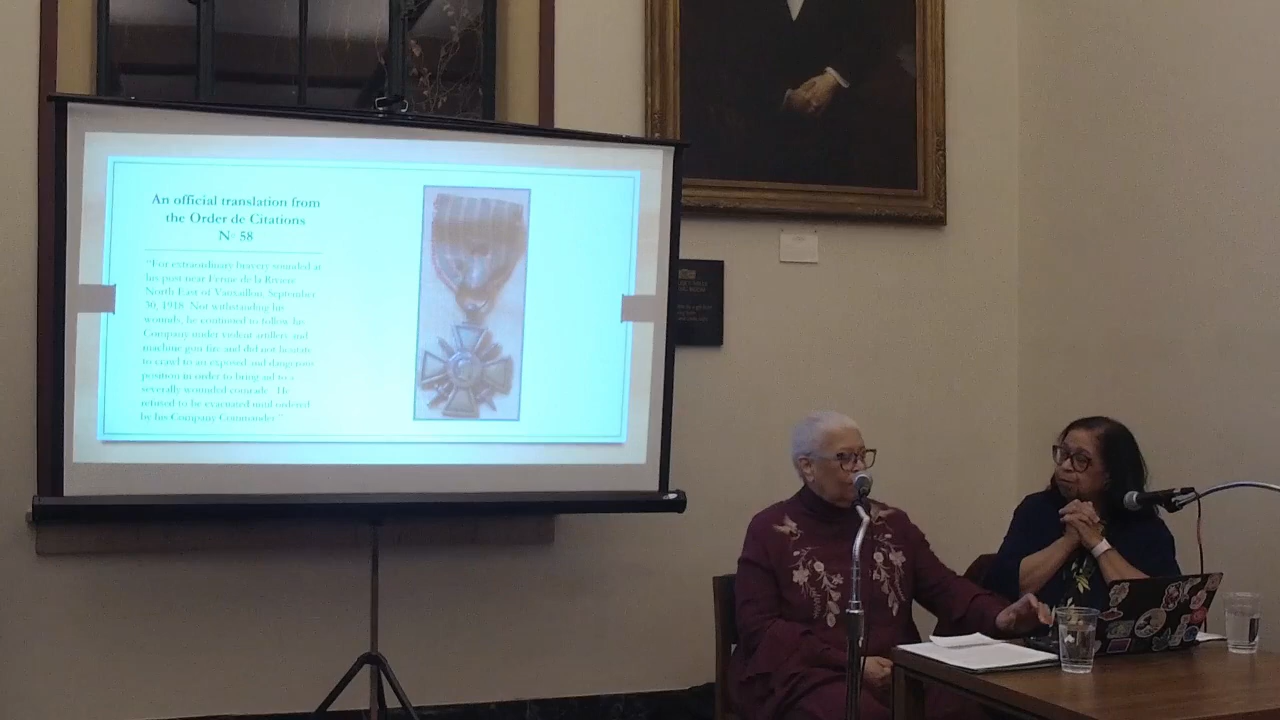 An official translation from
the Order de Citations
No 58
"For extraordinary bravery wounded at
his post near Ferme de la Riviere
North East of Vauxaillon, September
30, 1918. Not withstanding his
wounds, he continued to follow his
Company under violent artillery and
machine gun fire and did not hesitate
to crawl to an exposed and dangerous
position in order to bring aid to a
severally wounded comrade. He
refused to be evacuated until ordered
by his Company Commander."